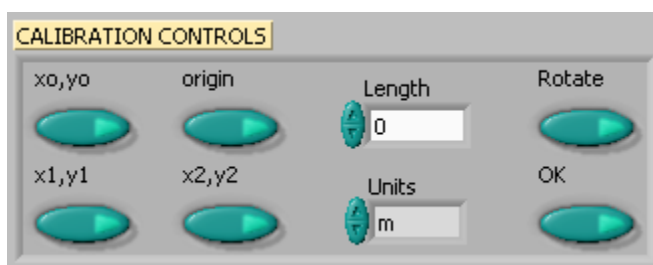 CALIBRATION CONTROLS
xo,yo
origin
Length
Rotate
0
x1,y1
x2,y2
Units
OK
m